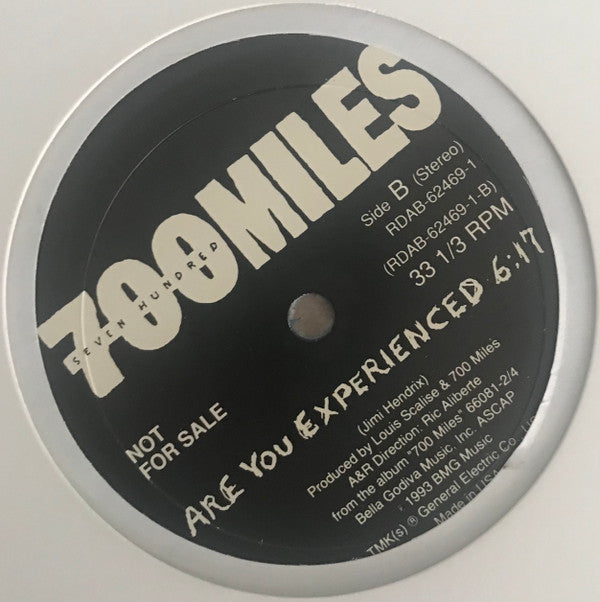 700MILES
SEVEN HUNDRED
Side B (Stereo)
RDAB-62469-1
(RDAB-62469-1-B)
33 1/3 RPM
NOT
FOR SALE
ARE YOU EXPERIENCED 6:17
(Jimi Hendrix)
Produced by Louis Scalise & 700 Miles
A&R Direction: Ric Aliberte
from the album "700 Miles" 66081-2/4
Bella Godiva Music. Inc. ASCAP
1993 BMG Music
TMK(s) ® General Electric Co.
Made in USA